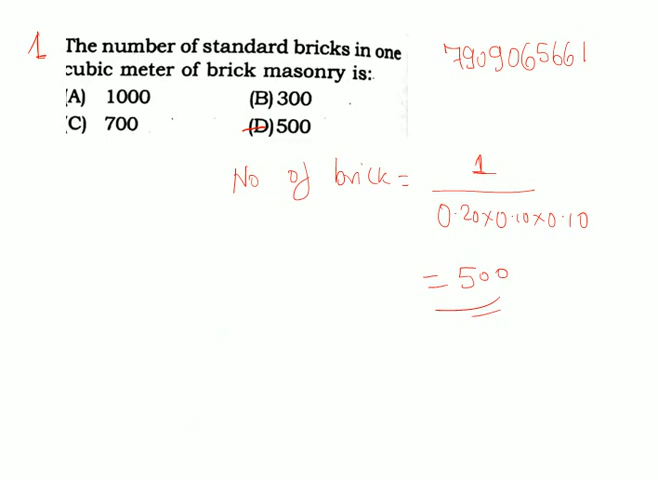 1 The number of standard bricks in one
cubic meter of brick masonry is:
(A) 1000 (B) 300
(C) 700 (D) 500
7909065661
No of brick = 1
0.20×0.10×0.10
= 500